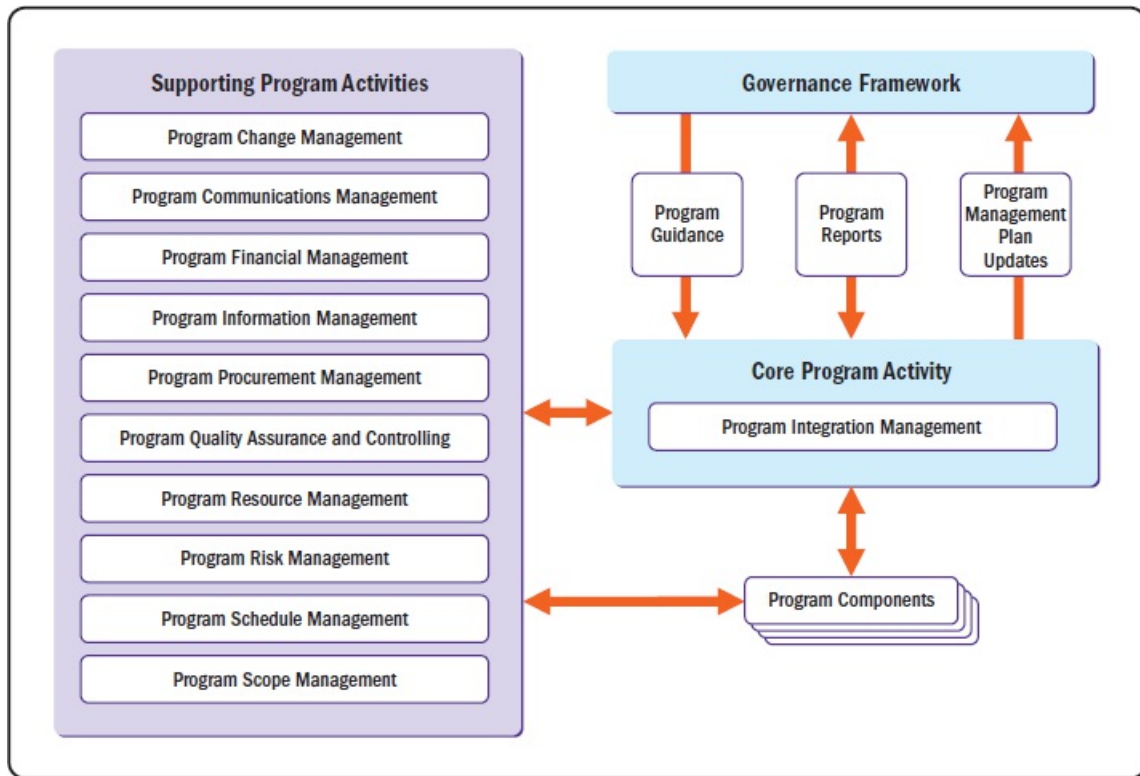 Supporting Program Activities
Program Change Management
Program Communications Management
Program Financial Management
Program Information Management
Program Procurement Management
Program Quality Assurance and Controlling
Program Resource Management
Program Risk Management
Program Schedule Management
Program Scope Management
Governance Framework
Program
Guidance
Program
Reports
Program
Management
Plan
Updates
Core Program Activity
Program Integration Management
Program Components